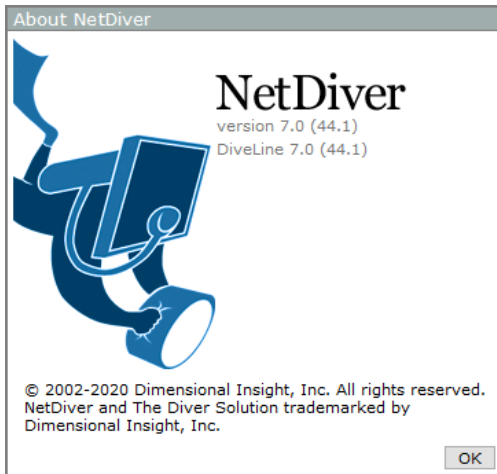 About NetDiver
NetDiver
version 7.0 (44.1)
DiveLine 7.0 (44.1)
© 2002-2020 Dimensional Insight, Inc. All rights reserved.
NetDiver and The Diver Solution trademarked by
Dimensional Insight, Inc.
OK